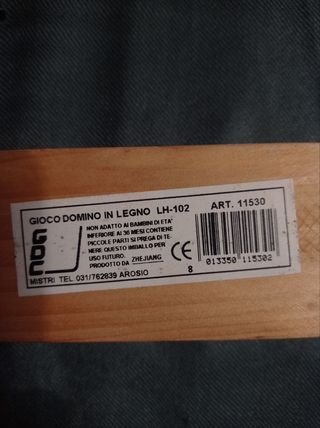 GIOCO DOMINO IN LEGNO LH-102 ART. 11530
NON ADATTO AI BAMBINI DI ETA'
INFERIORE AI 36 MESI CONTIENE
PICCOLE PARTI SI PREGA DI TE-
NERE QUESTO IMBALLO PER
USO FUTURO.
PRODOTTO DA ZHEJIANG
CE
8
013350 115302
MISTRI TEL 031/762839 AROSIO